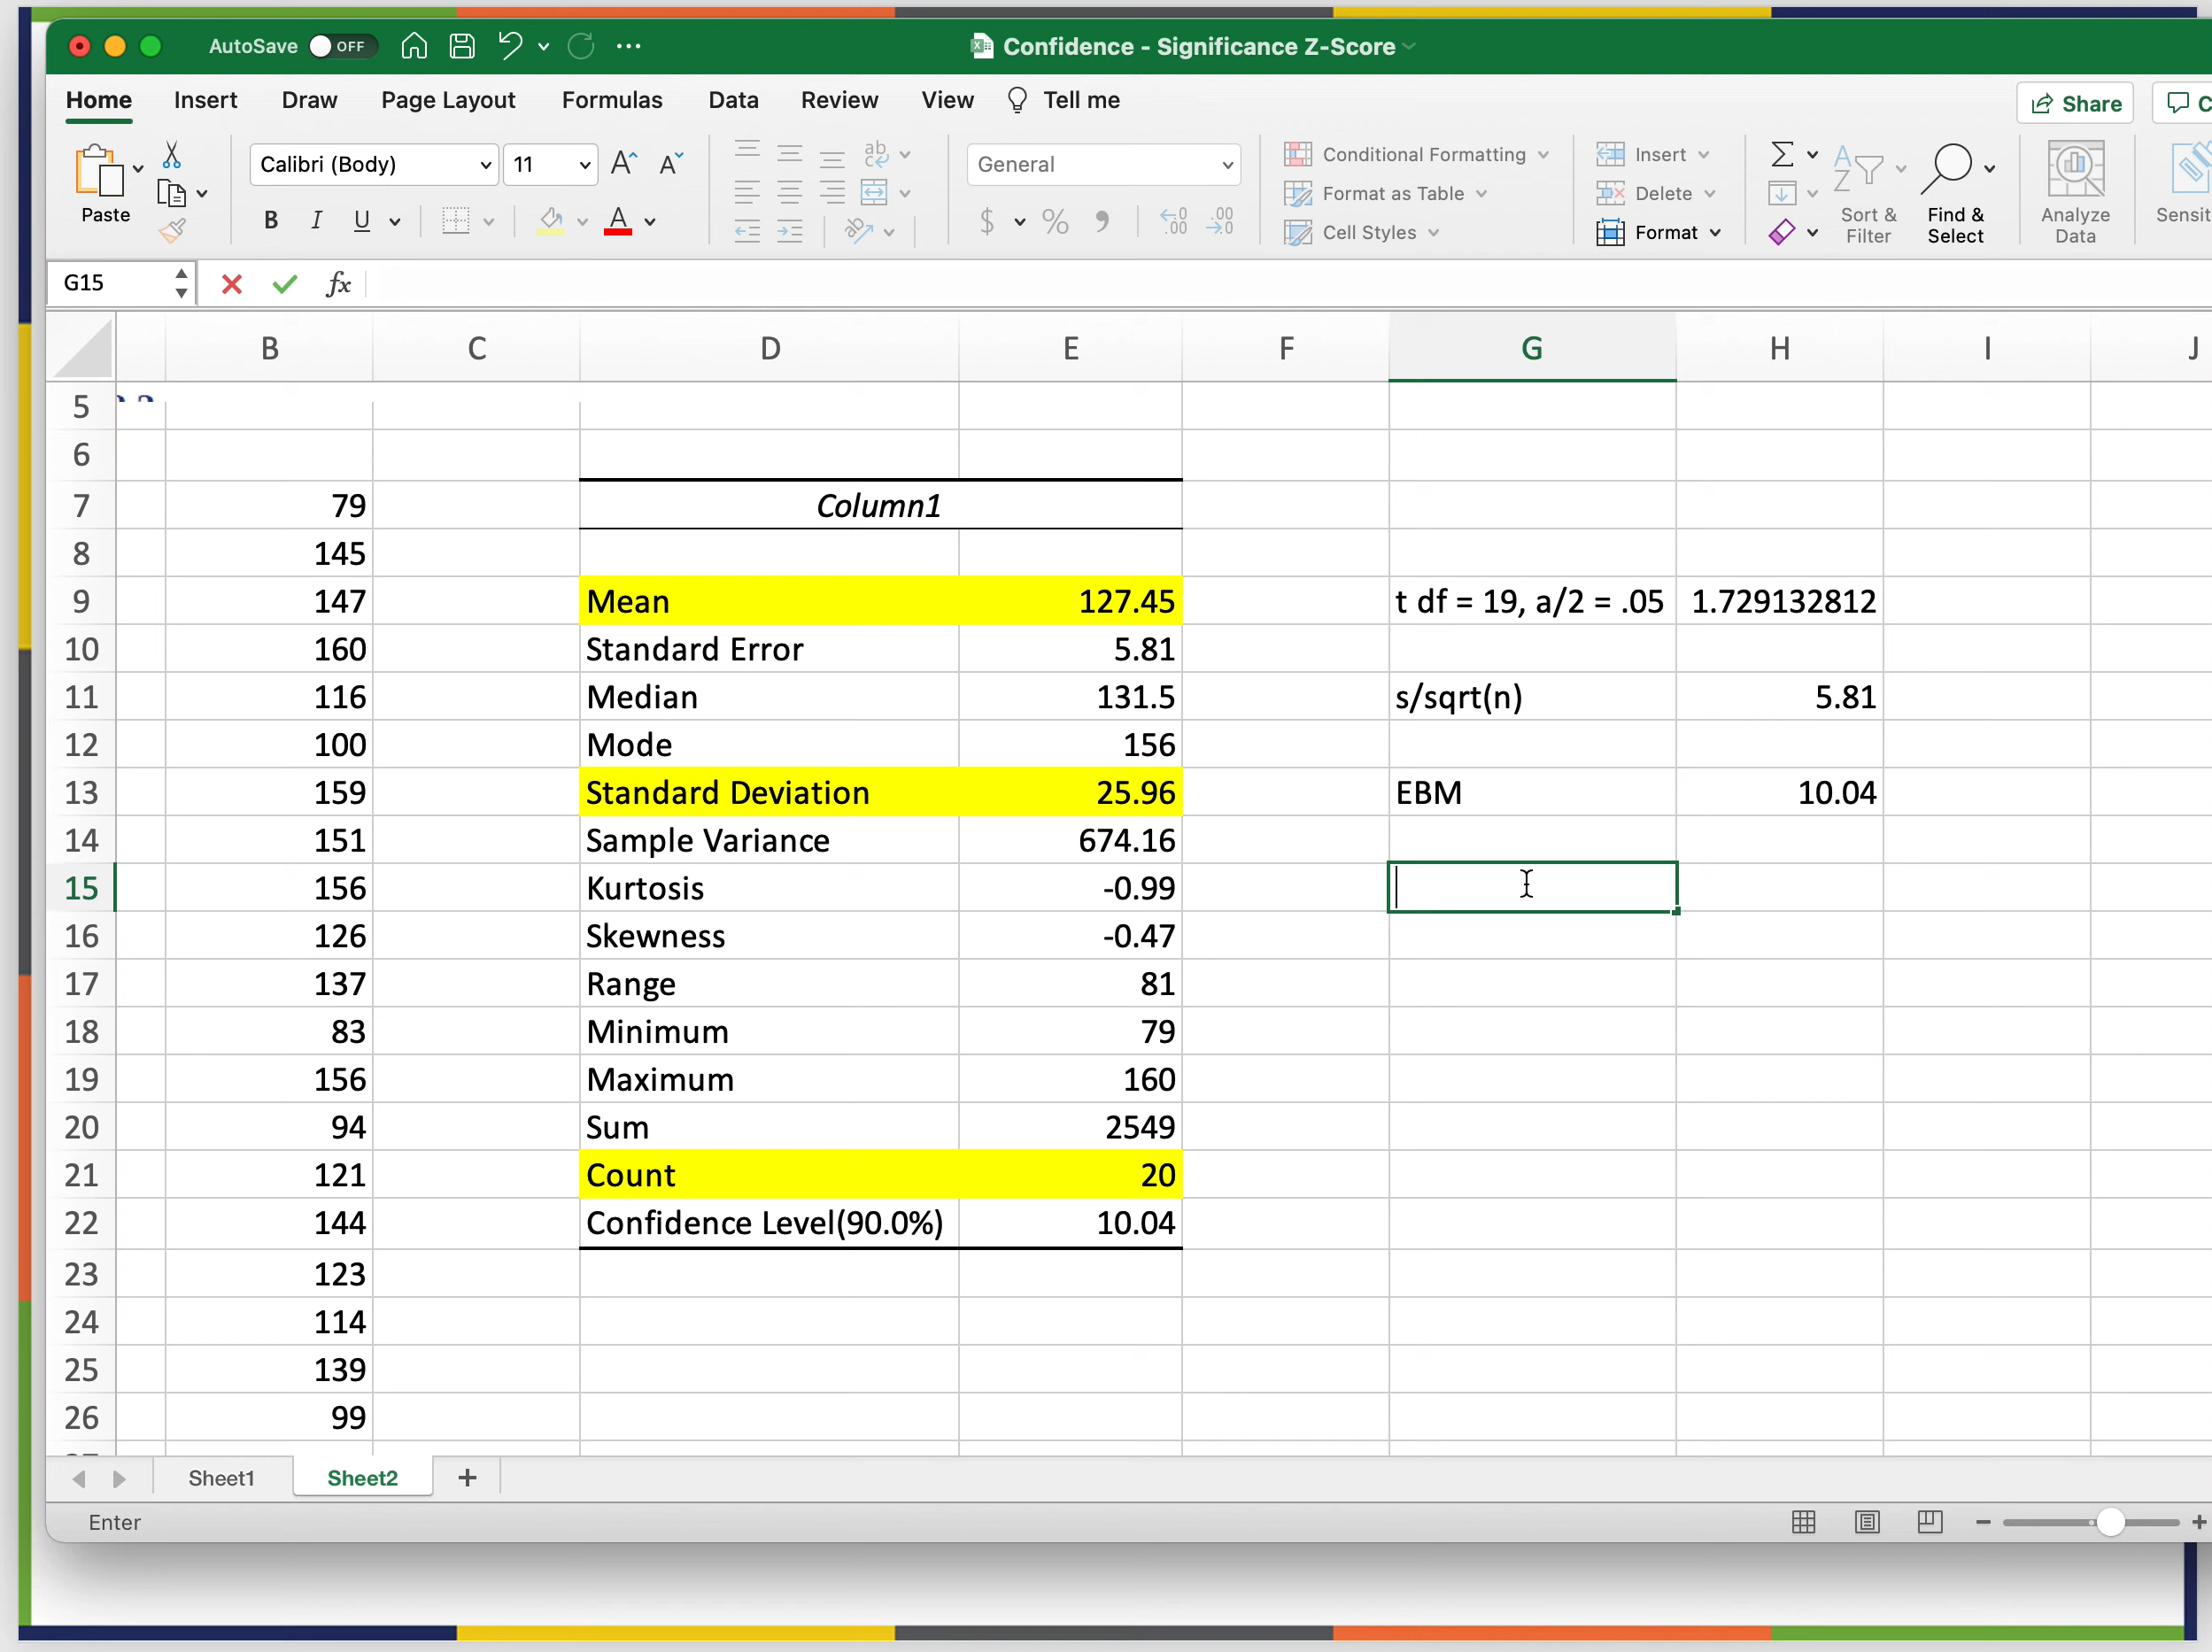 AutoSave OFF Confidence - Significance Z-Score
Home Insert Draw Page Layout Formulas Data Review View Tell me Share
Paste Calibri (Body) 11 General Conditional Formatting Format as Table Cell Styles Insert Delete Format Sort & Filter Find & Select Analyze Data Sensit
G15 fx
B C D E F G H I J
5
6
7 79 Column1
8 145
9 147 Mean 127.45 t df = 19, a/2 = .05 1.729132812
10 160 Standard Error 5.81
11 116 Median 131.5 s/sqrt(n) 5.81
12 100 Mode 156
13 159 Standard Deviation 25.96 EBM 10.04
14 151 Sample Variance 674.16
15 156 Kurtosis -0.99
16 126 Skewness -0.47
17 137 Range 81
18 83 Minimum 79
19 156 Maximum 160
20 94 Sum 2549
21 121 Count 20
22 144 Confidence Level(90.0%) 10.04
23 123
24 114
25 139
26 99
Sheet1 Sheet2 +
Enter